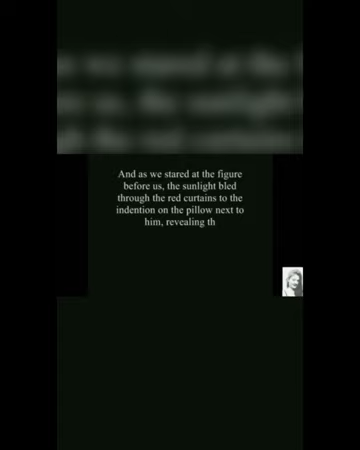 And as we stared at the figure
before us, the sunlight bled
through the red curtains to the
indention on the pillow next to
him, revealing th